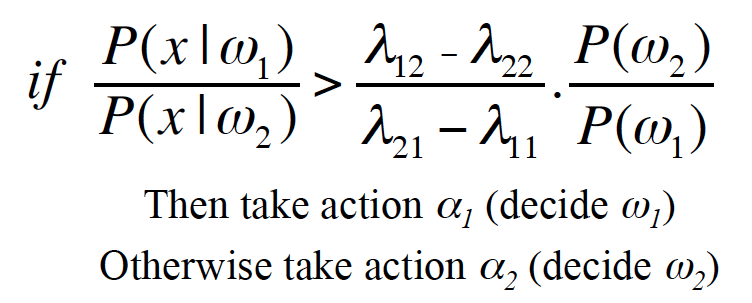 if P(x | ω₁) / P(x | ω₂) > λ₁₂ - λ₂₂ / λ₂₁ − λ₁₁ . P(ω₂) / P(ω₁)
Then take action α₁ (decide ω₁)
Otherwise take action α₂ (decide ω₂)